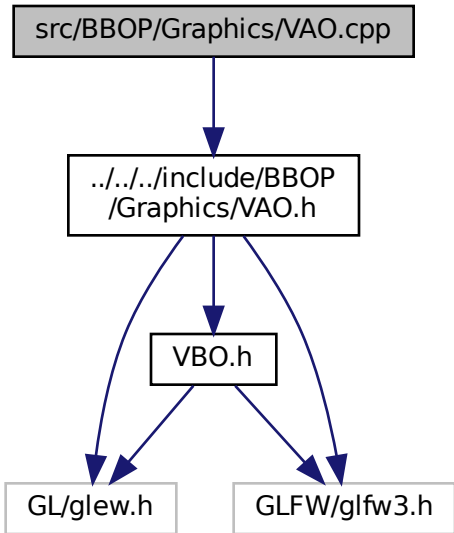 src/BBOP/Graphics/VAO.cpp
../../../include/BBOP
/Graphics/VAO.h
VBO.h
GL/glew.h
GLFW/glfw3.h